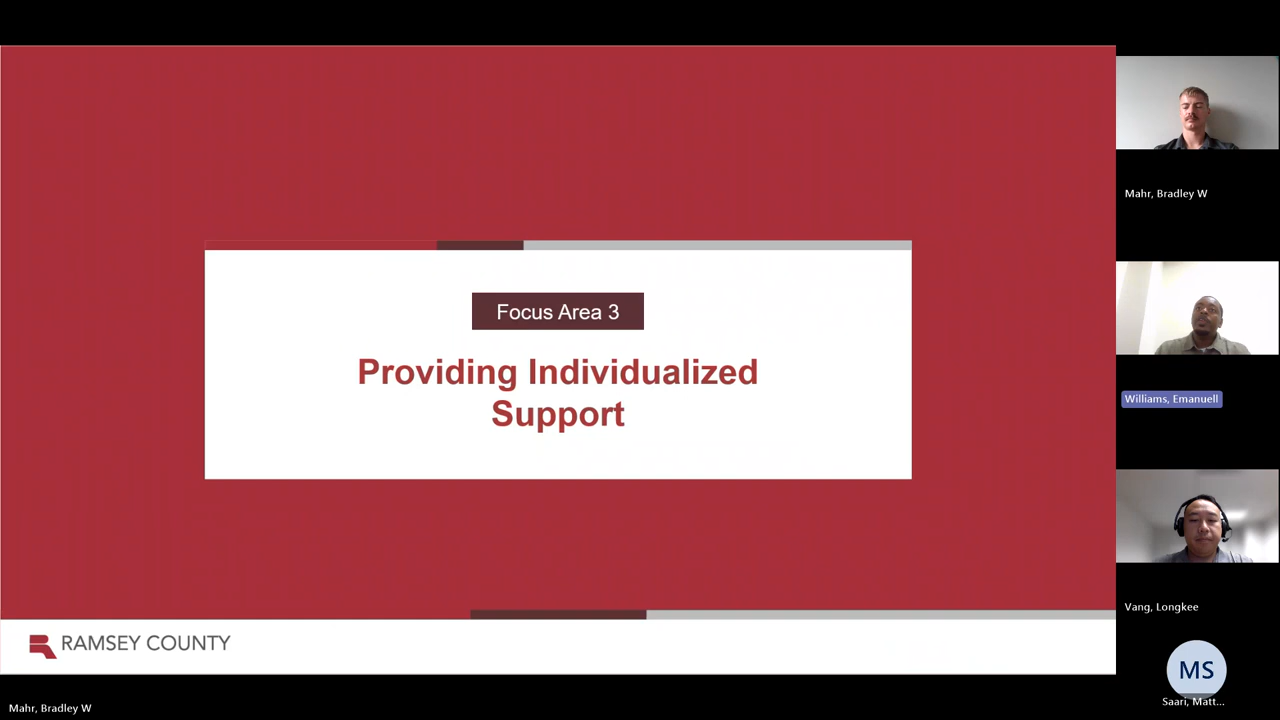 Focus Area 3
Providing Individualized
Support
RAMSEY COUNTY
Mahr, Bradley W
Mahr, Bradley W
Williams, Emanuell
Vang, Longkee
MS
Saari, Matt...